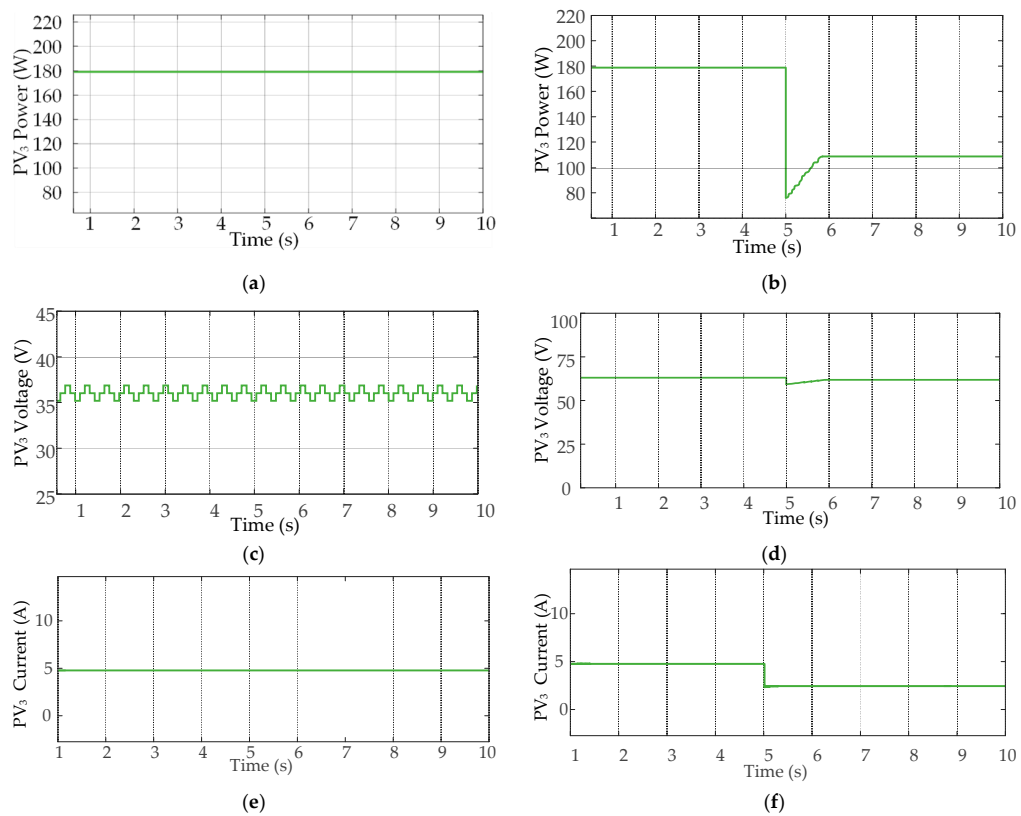 220
200
180
160
140
120
100
80
PV₃ Power (W)
1 2 3 4 5 6 7 8 9 10
Time (s)
(a)
220
200
180
160
140
120
100
80
PV₃ Power (W)
1 2 3 4 5 6 7 8 9 10
Time (s)
(b)
45
40
35
30
25
PV₃ Voltage (V)
1 2 3 4 5 6 7 8 9 10
Time (s)
(c)
100
75
50
25
0
PV₃ Voltage (V)
1 2 3 4 5 6 7 8 9 10
Time (s)
(d)
10
5
0
PV₃ Current (A)
1 2 3 4 5 6 7 8 9 10
Time (s)
(e)
10
5
0
PV₃ Current (A)
1 2 3 4 5 6 7 8 9 10
Time (s)
(f)